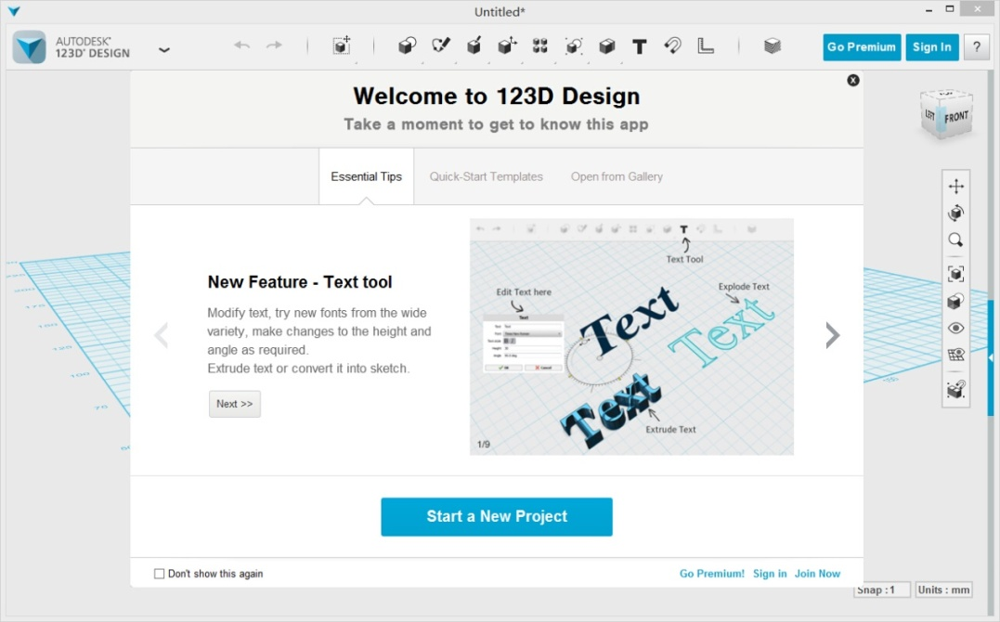 Untitled*
AUTODESK®
123D® DESIGN
T
Go Premium
Sign In
?
Welcome to 123D Design
Take a moment to get to know this app
LEFT
FRONT
Essential Tips
Quick-Start Templates
Open from Gallery
New Feature - Text tool
Modify text, try new fonts from the wide
variety, make changes to the height and
angle as required.
Extrude text or convert it into sketch.
Next >>
T
Text Tool
Edit Text here
Explode Text
Text
Text
Text
Text
Extrude Text
1/9
Start a New Project
Don't show this again
Go Premium!
Sign in
Join Now
Snap : 1
Units : mm